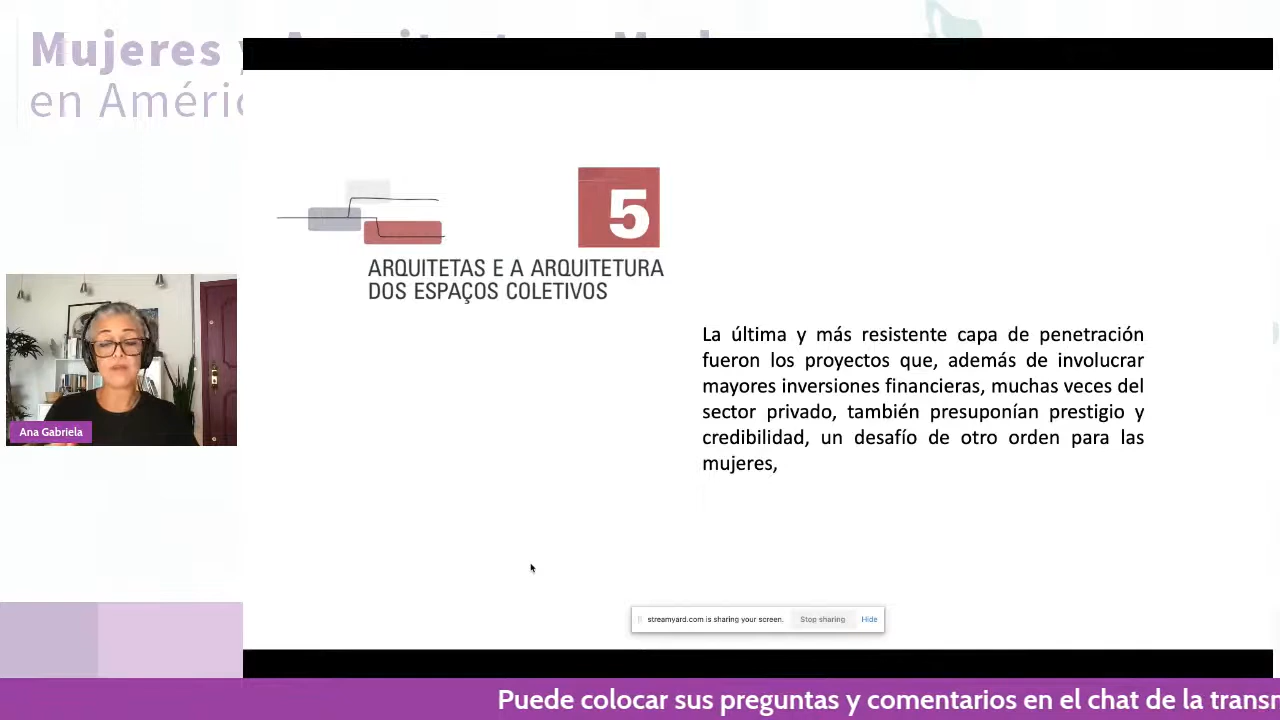 Mujeres
en Améric
5
ARQUITETAS E A ARQUITETURA
DOS ESPAÇOS COLETIVOS
La última y más resistente capa de penetración
fueron los proyectos que, además de involucrar
mayores inversiones financieras, muchas veces del
sector privado, también presuponían prestigio y
credibilidad, un desafío de otro orden para las
mujeres,
Ana Gabriela
streamyard.com is sharing your screen. Stop sharing Hide
Puede colocar sus preguntas y comentarios en el chat de la transm